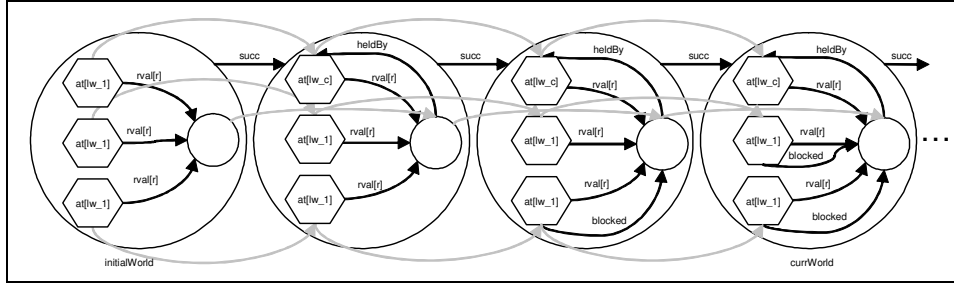 at[lw_1]
rval[r]
at[lw_1]
rval[r]
at[lw_1]
rval[r]
initialWorld
succ
heldBy
at[lw_c]
rval[r]
at[lw_1]
rval[r]
at[lw_1]
rval[r]
succ
heldBy
at[lw_c]
rval[r]
at[lw_1]
rval[r]
at[lw_1]
rval[r]
blocked
succ
heldBy
at[lw_c]
rval[r]
at[lw_1]
rval[r]
blocked
at[lw_1]
rval[r]
blocked
currWorld
succ
...